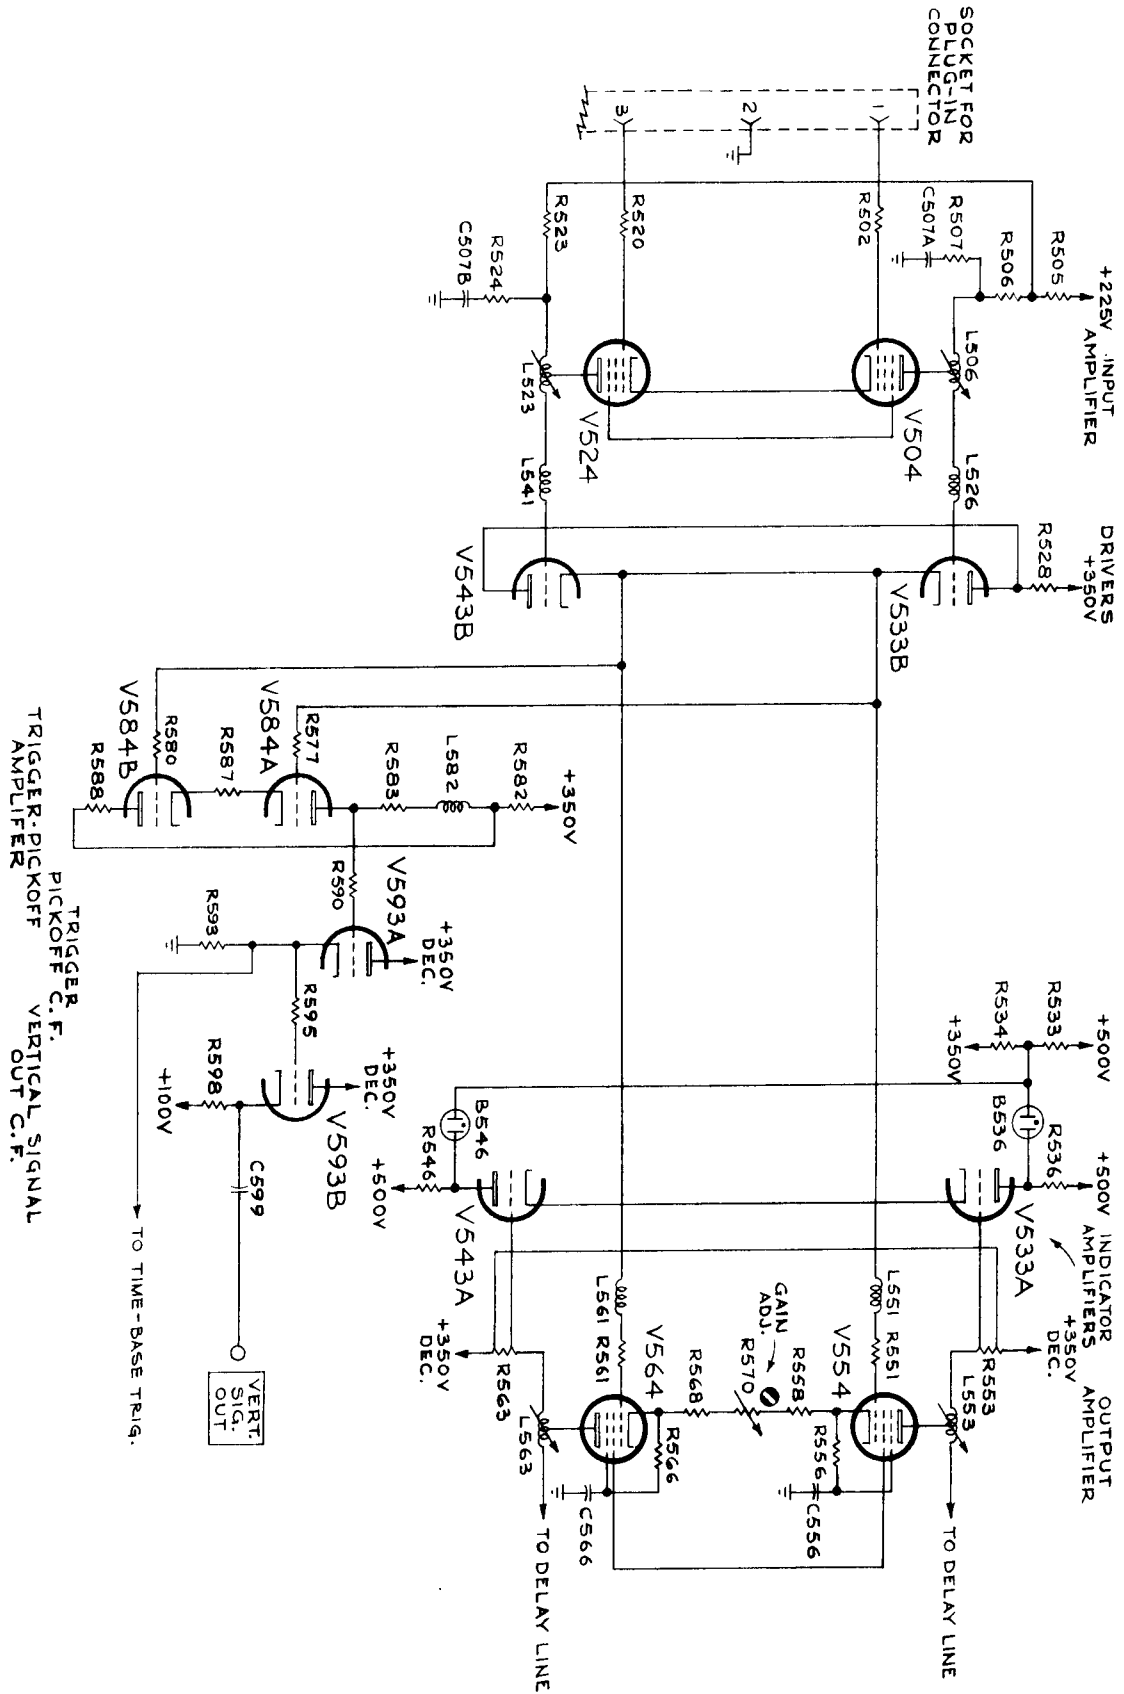 SOCKET FOR
PLUG-IN
CONNECTOR
1
2
3
+225V
INPUT
AMPLIFIER
R505
R506
R507
C507A
R502
R520
R523
R524
C507B
L506
L523
V504
V524
L526
L541
DRIVERS
+350V
R528
V533B
V543B
+350V
R582
L582
R583
R577
V584A
R587
R580
V584B
R588
TRIGGER-PICKOFF
AMPLIFER
R590
V593A
+350V
DEC.
R593
TRIGGER
PICKOFF C.F.
R595
+350V
DEC.
V593B
R598
+100V
C599
VERTICAL SIGNAL
OUT C.F.
TO TIME-BASE TRIG.
VERT.
SIG.
OUT
+500V
R533
R534
+350V
B536
R536
+500V
V533A
INDICATOR
AMPLIFIERS
B546
R546
+500V
V543A
+350V
DEC.
R553
L553
OUTPUT
AMPLIFIER
L551
R551
V554
R558
R556
C556
GAIN
ADJ.
R570
R568
V564
R566
C566
L561
R561
R563
L563
+350V
DEC.
TO DELAY LINE
TO DELAY LINE